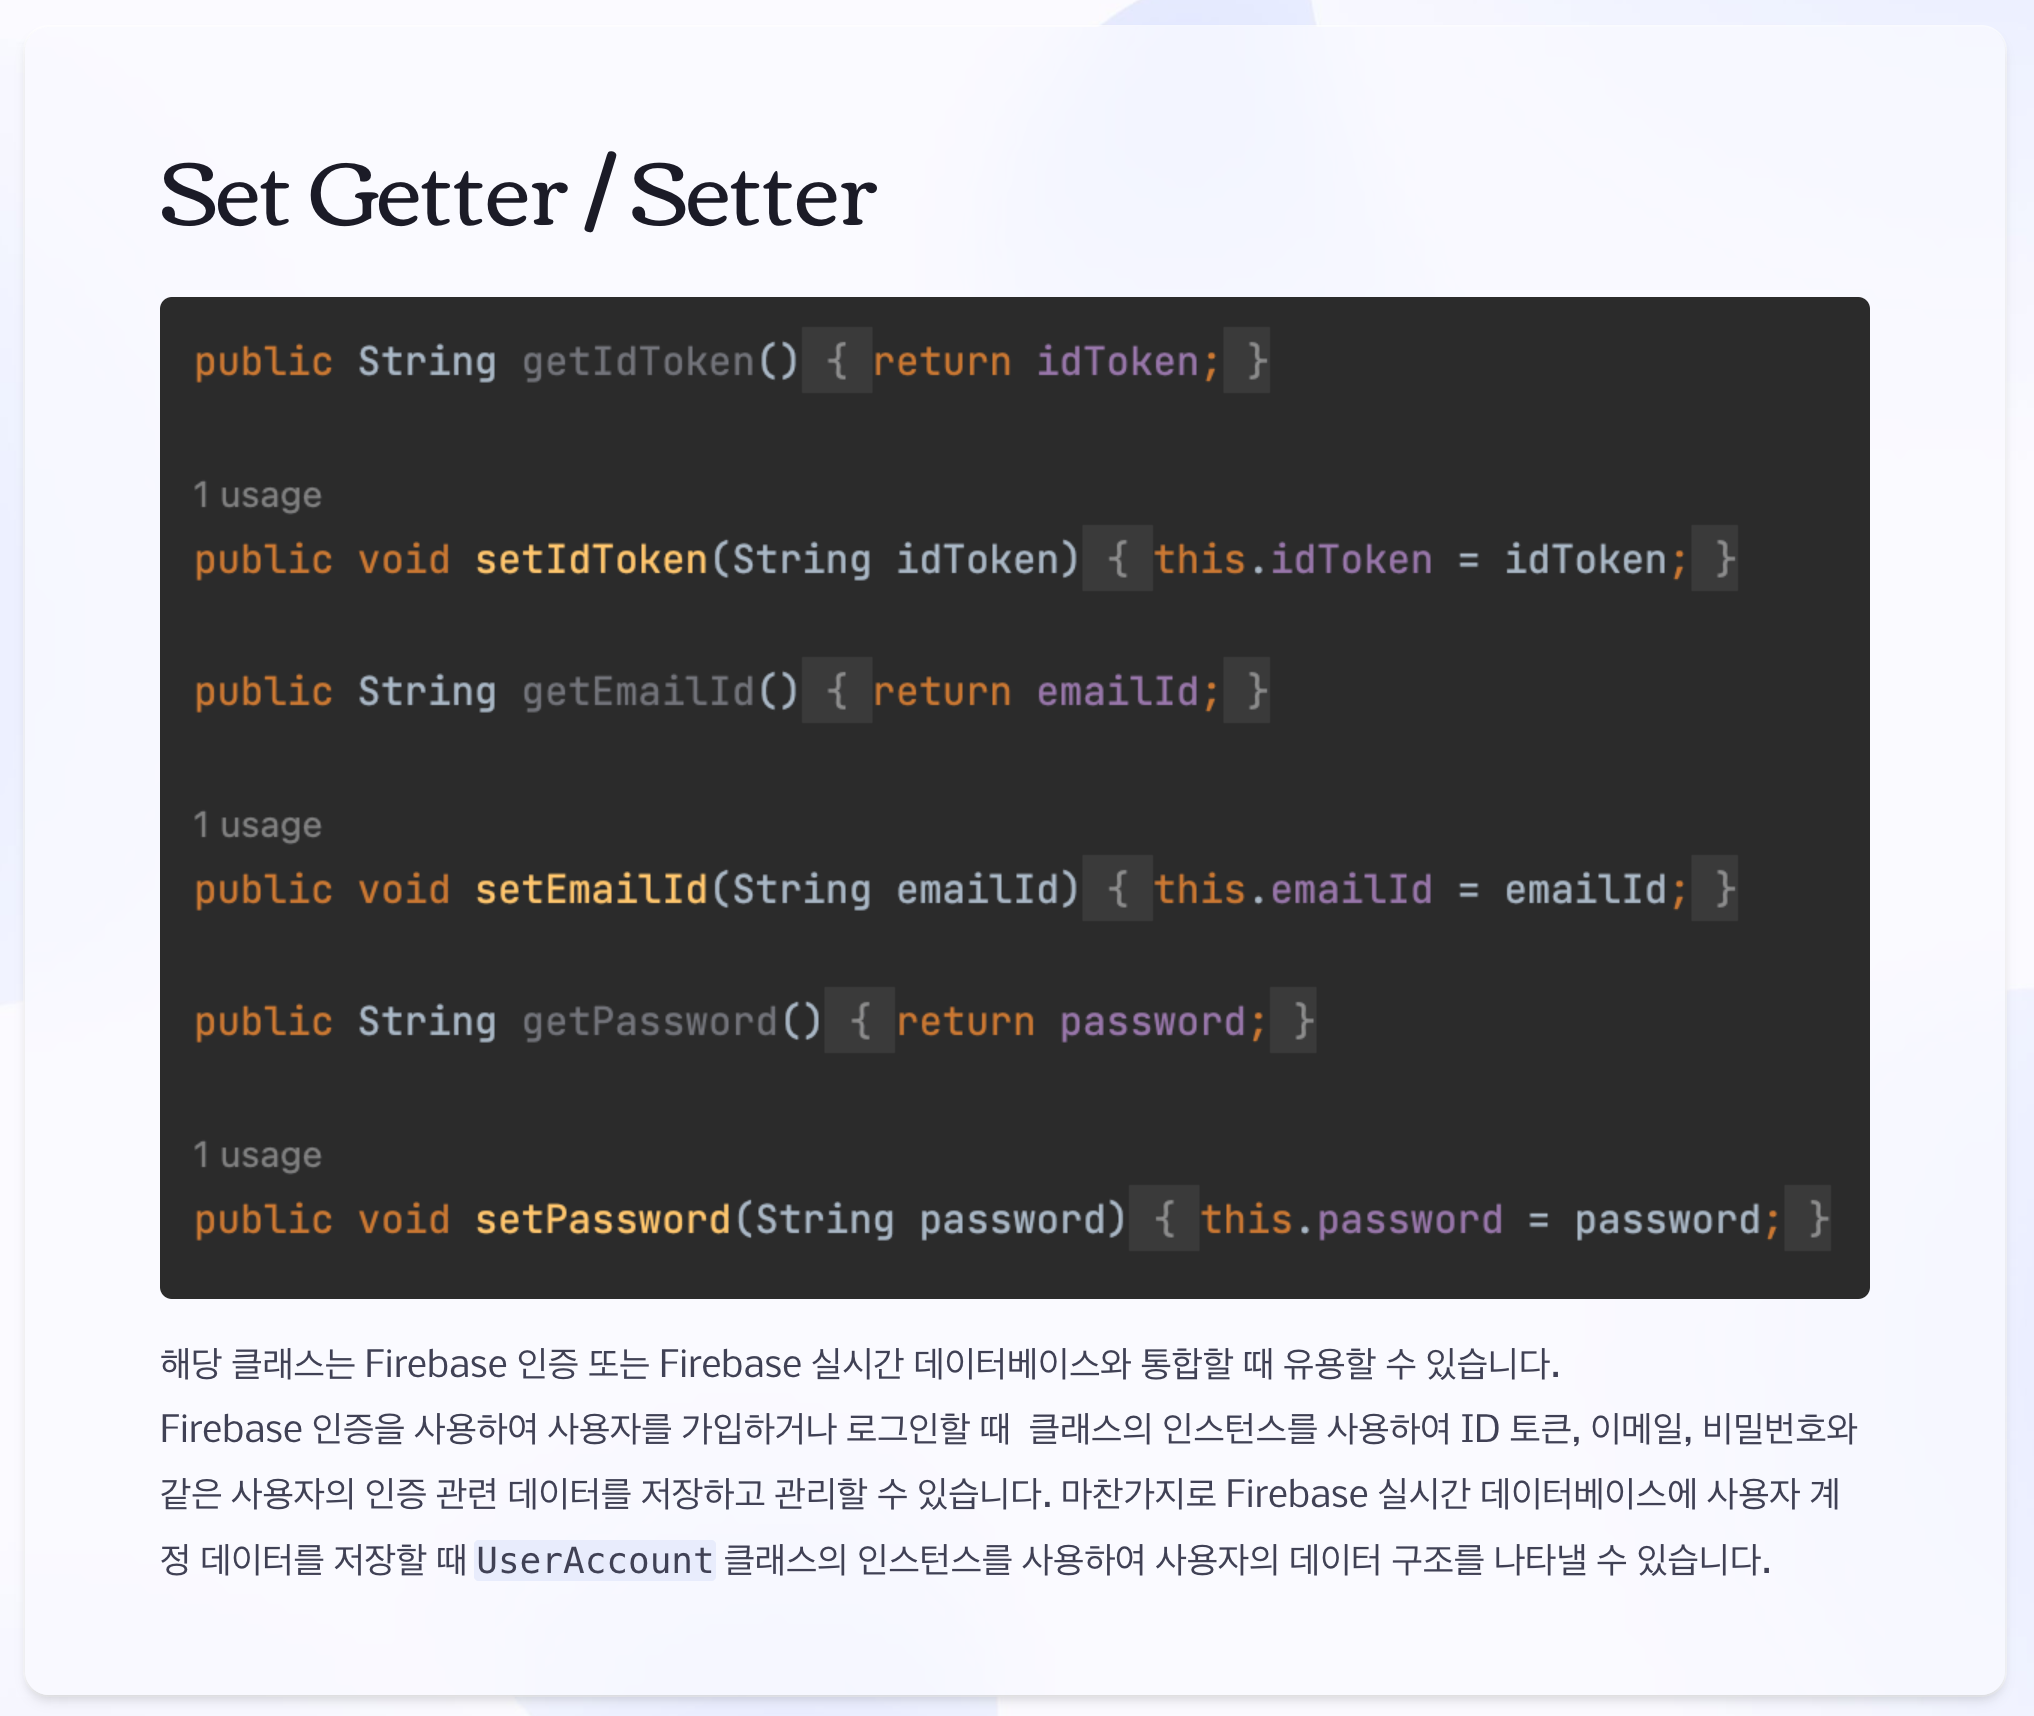 Set Getter / Setter
public String getIdToken() { return idToken; }
1 usage
public void setIdToken(String idToken) { this.idToken = idToken; }
public String getEmailId() { return emailId; }
1 usage
public void setEmailId(String emailId) { this.emailId = emailId; }
public String getPassword() { return password; }
1 usage
public void setPassword(String password) { this.password = password; }
해당 클래스는 Firebase 인증 또는 Firebase 실시간 데이터베이스와 통합할 때 유용할 수 있습니다.
Firebase 인증을 사용하여 사용자를 가입하거나 로그인할 때  클래스의 인스턴스를 사용하여 ID 토큰, 이메일, 비밀번호와
같은 사용자의 인증 관련 데이터를 저장하고 관리할 수 있습니다. 마찬가지로 Firebase 실시간 데이터베이스에 사용자 계
정 데이터를 저장할 때 UserAccount 클래스의 인스턴스를 사용하여 사용자의 데이터 구조를 나타낼 수 있습니다.